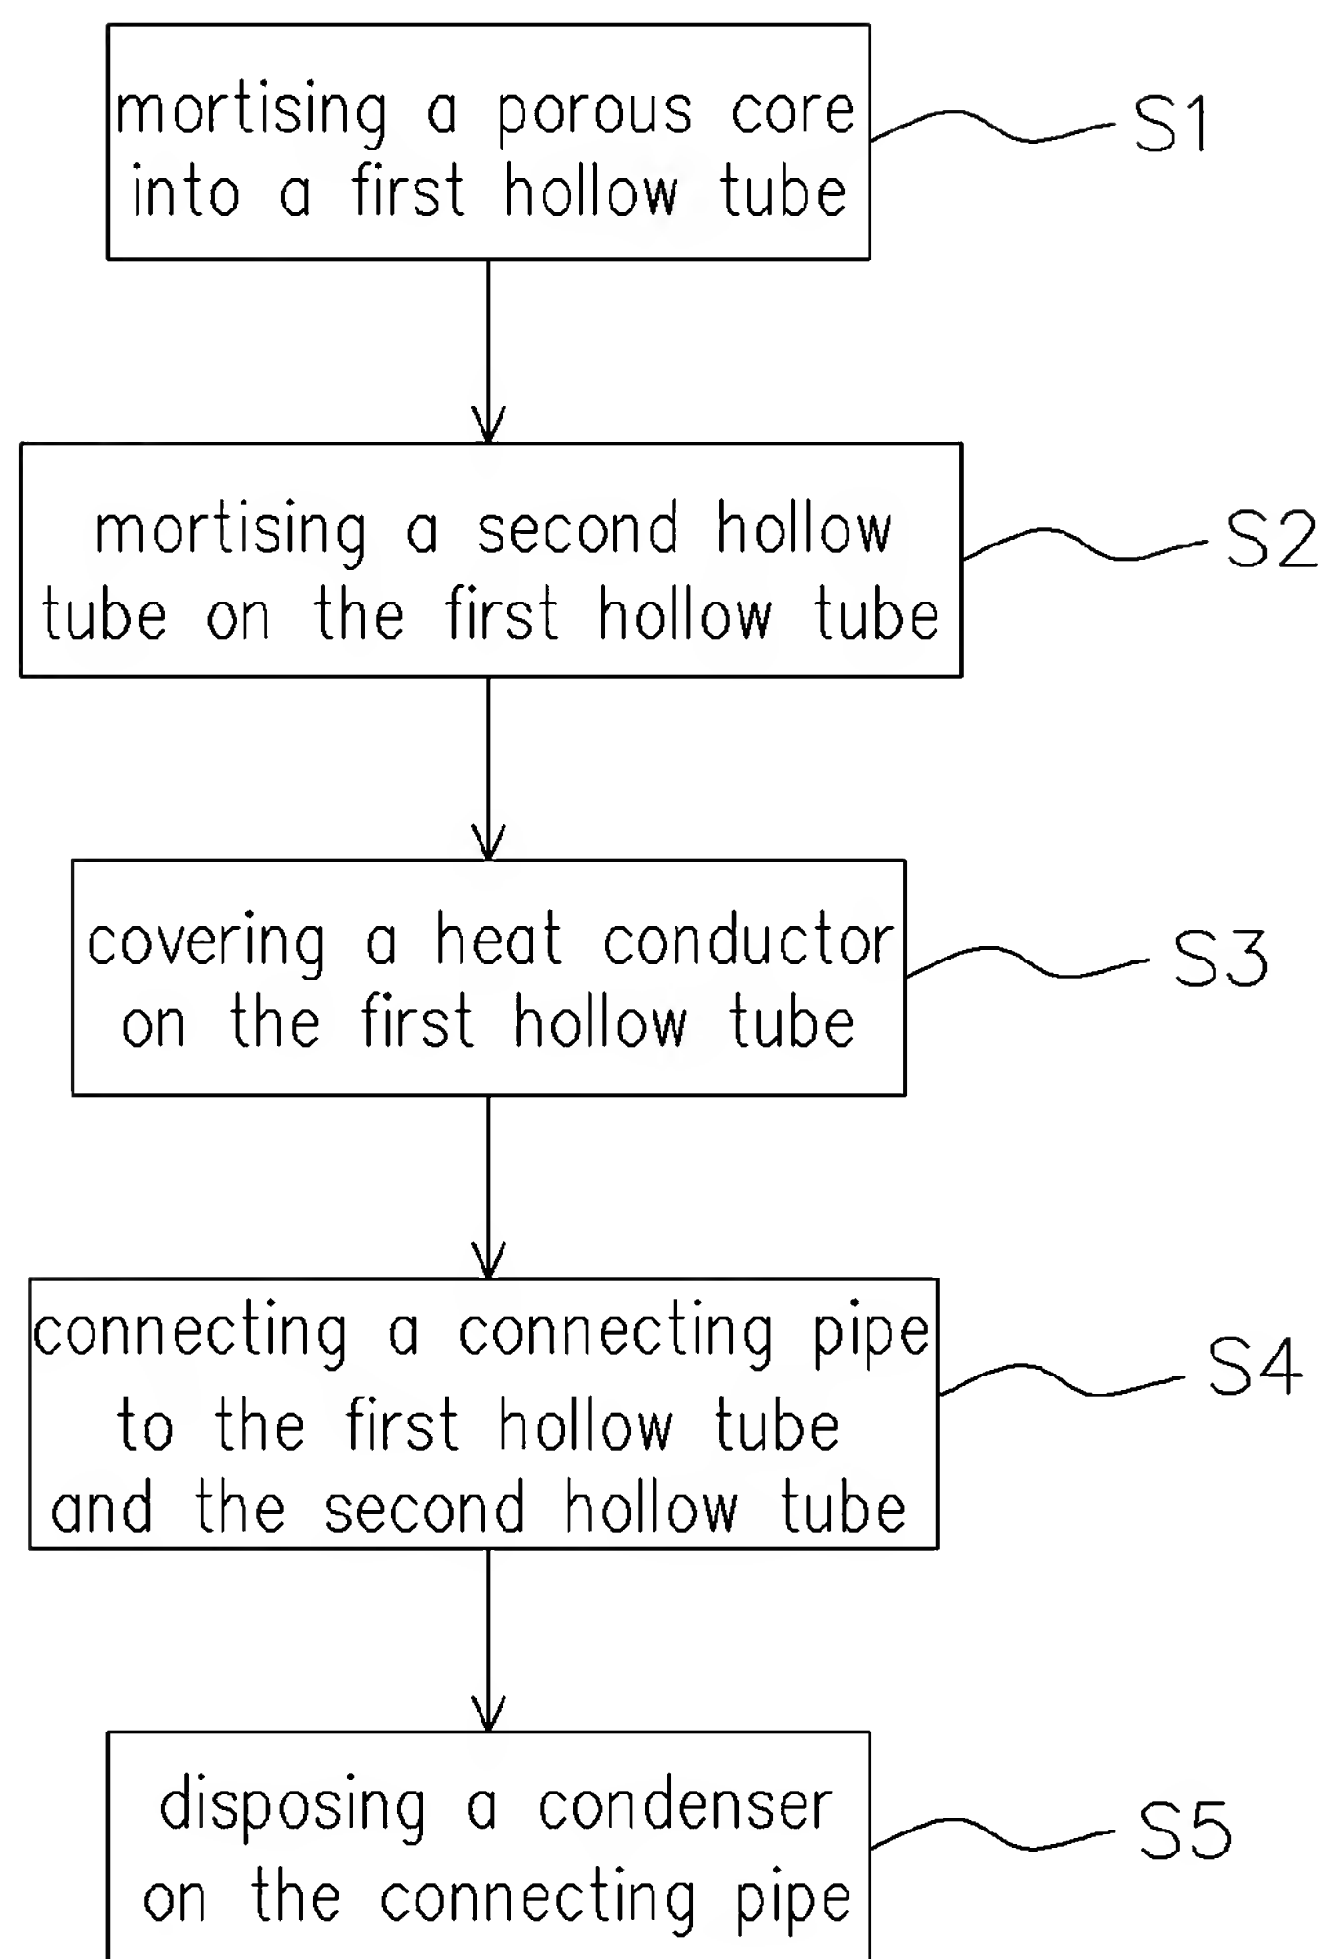 mortising a porous core
into a first hollow tube
S1
mortising a second hollow
tube on the first hollow tube
S2
covering a heat conductor
on the first hollow tube
S3
connecting a connecting pipe
to the first hollow tube
and the second hollow tube
S4
disposing a condenser
on the connecting pipe
S5